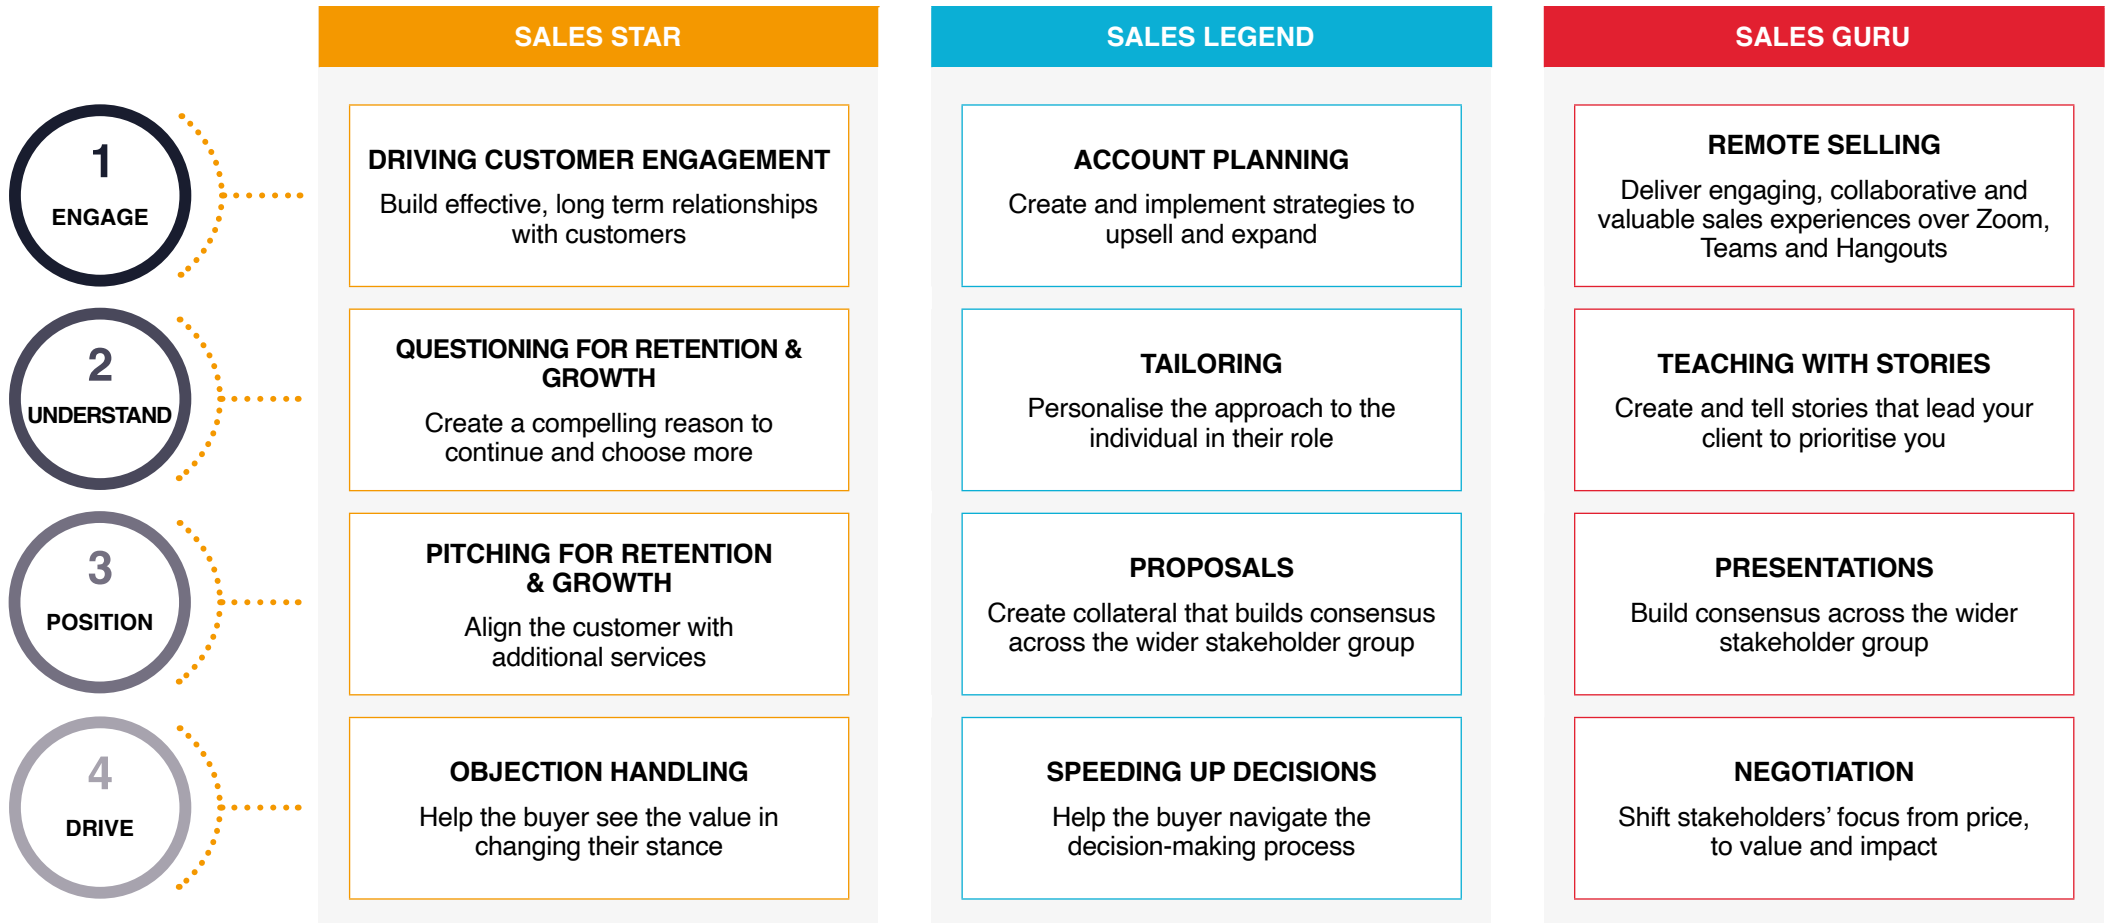 SALES STAR
SALES LEGEND
SALES GURU
1
ENGAGE
DRIVING CUSTOMER ENGAGEMENT
Build effective, long term relationships
with customers
ACCOUNT PLANNING
Create and implement strategies to
upsell and expand
REMOTE SELLING
Deliver engaging, collaborative and
valuable sales experiences over Zoom,
Teams and Hangouts
2
UNDERSTAND
QUESTIONING FOR RETENTION &
GROWTH
Create a compelling reason to
continue and choose more
TAILORING
Personalise the approach to the
individual in their role
TEACHING WITH STORIES
Create and tell stories that lead your
client to prioritise you
3
POSITION
PITCHING FOR RETENTION
& GROWTH
Align the customer with
additional services
PROPOSALS
Create collateral that builds consensus
across the wider stakeholder group
PRESENTATIONS
Build consensus across the wider
stakeholder group
4
DRIVE
OBJECTION HANDLING
Help the buyer see the value in
changing their stance
SPEEDING UP DECISIONS
Help the buyer navigate the
decision-making process
NEGOTIATION
Shift stakeholders’ focus from price,
to value and impact